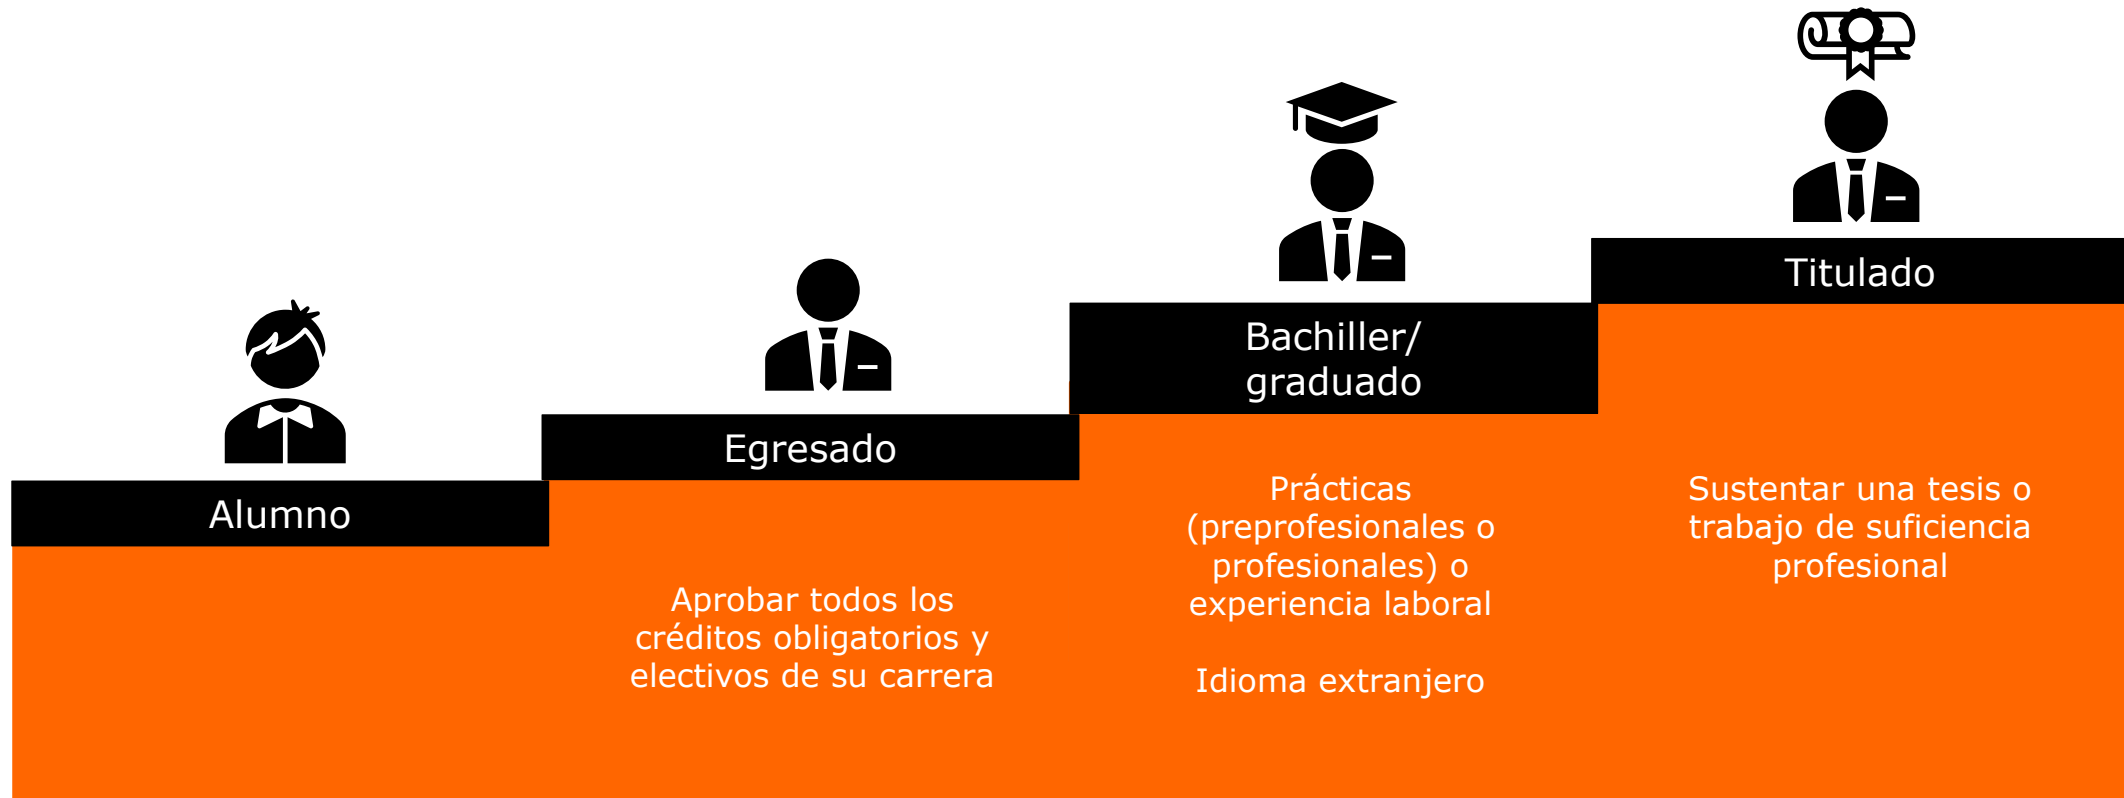 Alumno
Egresado
Aprobar todos los
créditos obligatorios y
electivos de su carrera
Bachiller/
graduado
Prácticas
(preprofesionales o
profesionales) o
experiencia laboral
Idioma extranjero
Titulado
Sustentar una tesis o
trabajo de suficiencia
profesional